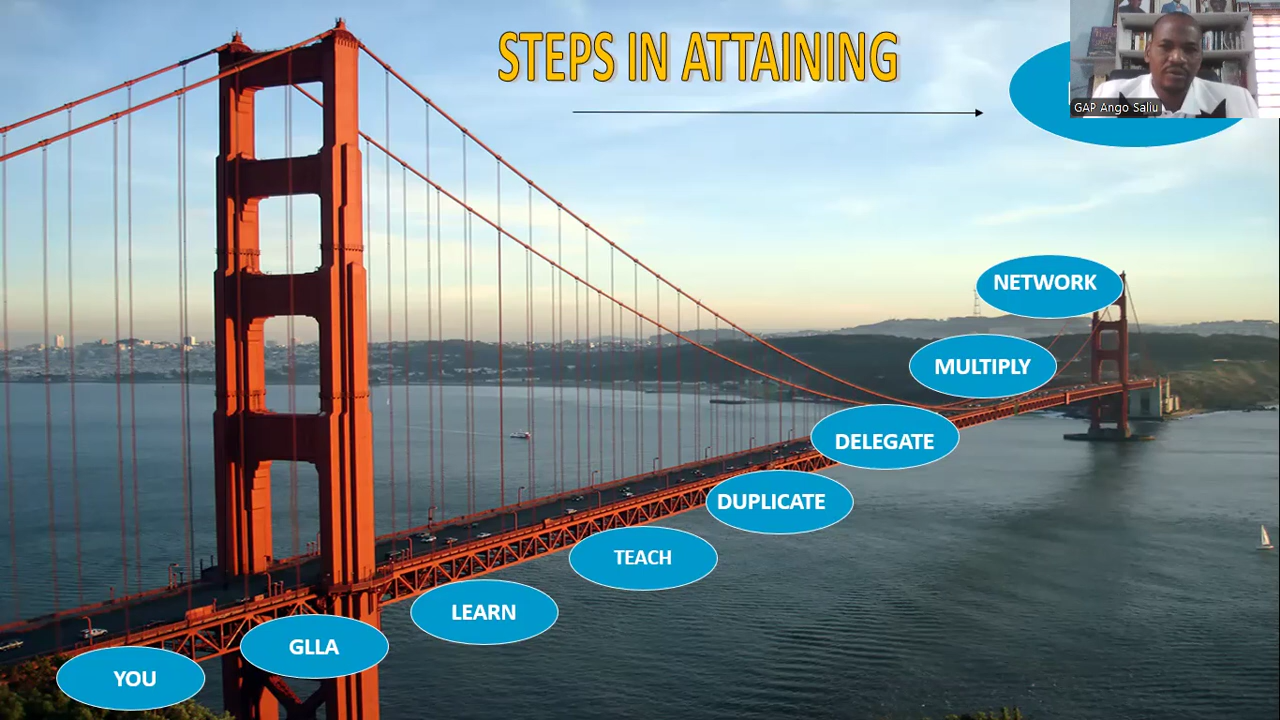 STEPS IN ATTAINING
GAP Ango Saliu
NETWORK
MULTIPLY
DELEGATE
DUPLICATE
TEACH
LEARN
GLLA
YOU